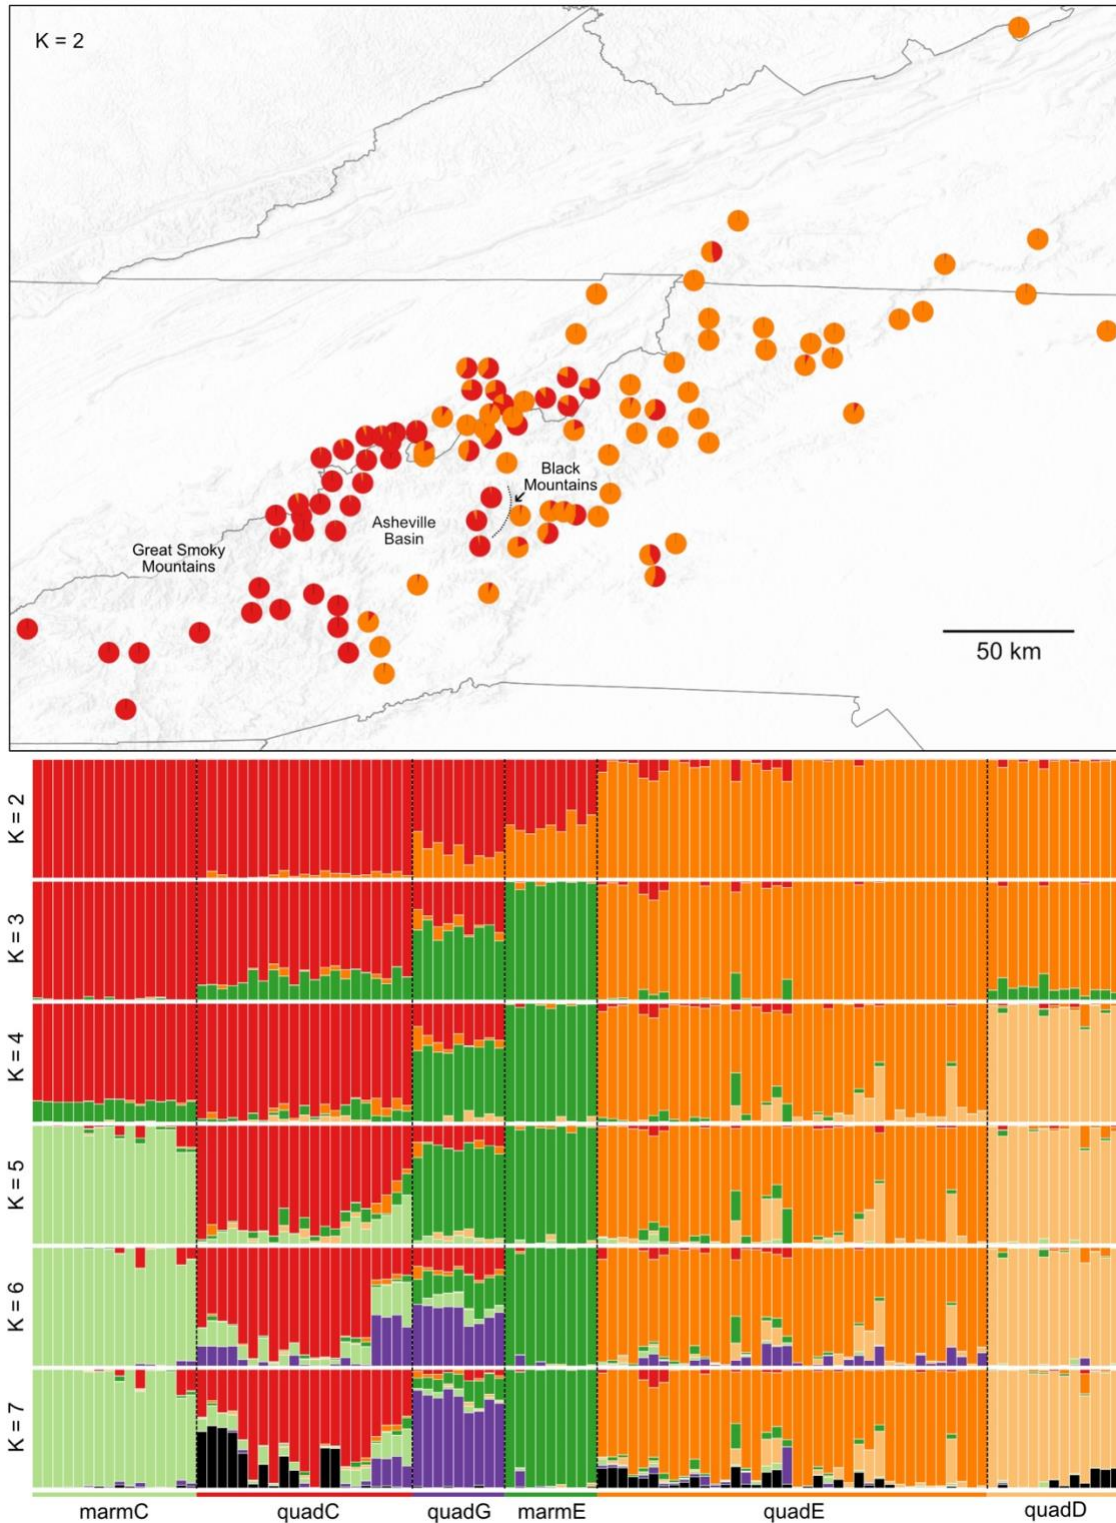 K = 2
Black
Mountains
Asheville
Basin
Great Smoky
Mountains
50 km
K = 2
K = 3
K = 4
K = 5
K = 6
K = 7
marmC quadC quadG marmE quadE quadD